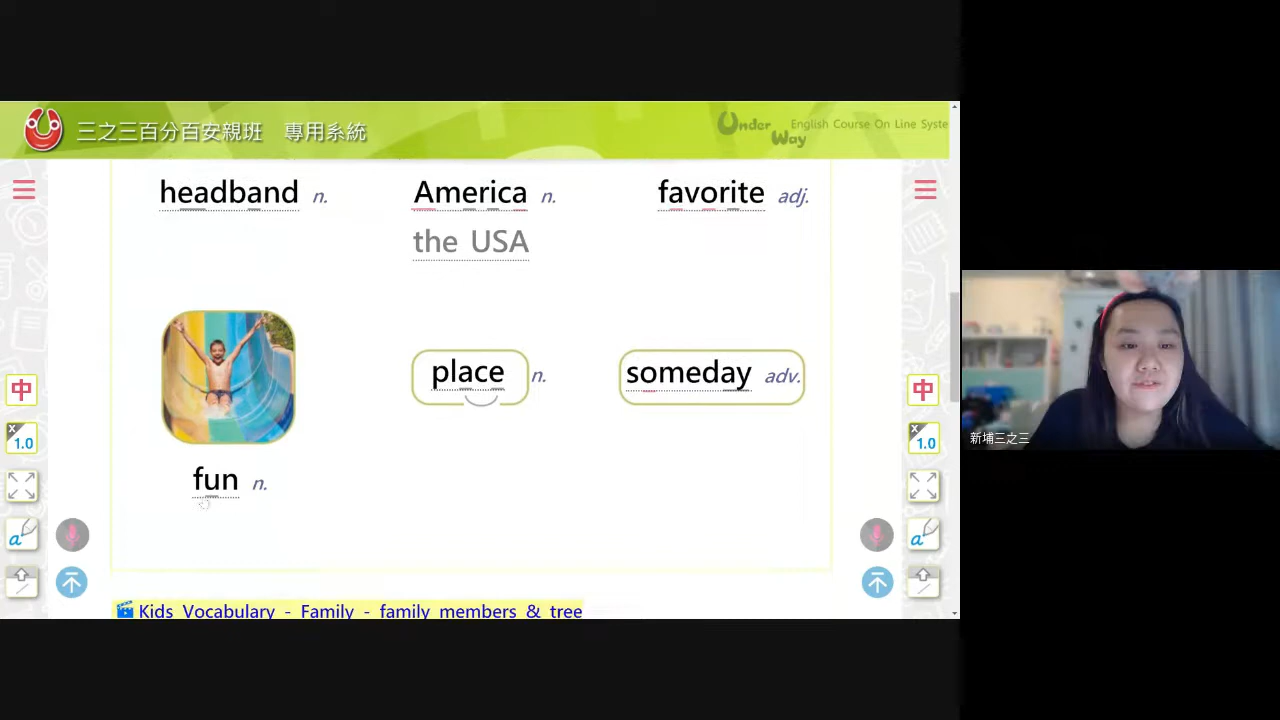 三之三百分百安親班 專用系統
Under Way
English Course On Line Syste
headband n.
America n.
favorite adj.
the USA
place n.
someday adv.
fun n.
中
中
x 1.0
x 1.0
a
a
新埔三之三
Kids Vocabulary - Family - family members & tree